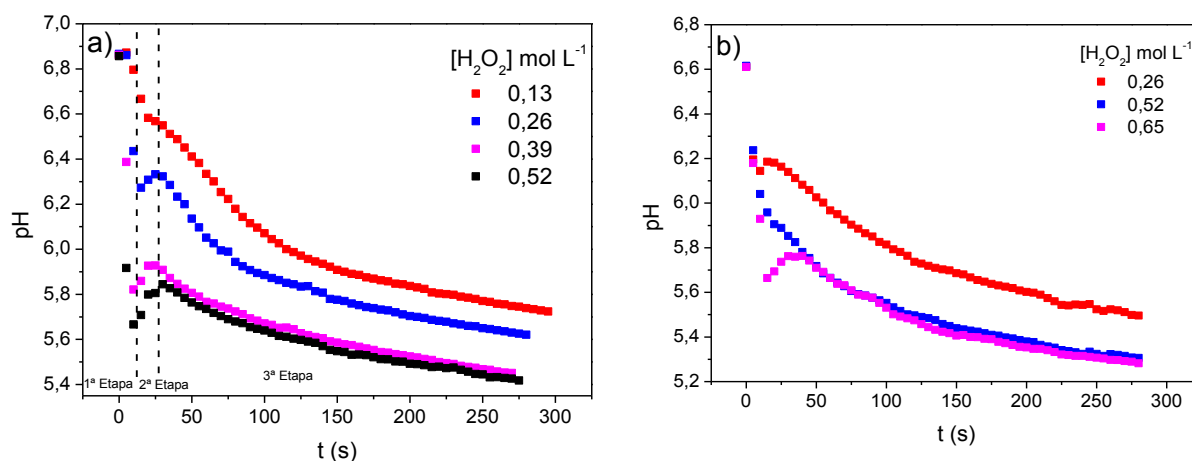 a)
[H₂O₂] mol L⁻¹
0,13
0,26
0,39
0,52
7,0
6,8
6,6
6,4
6,2
6,0
5,8
5,6
5,4
pH
1ª Etapa
2ª Etapa
3ª Etapa
0 50 100 150 200 250 300
t (s)
b)
[H₂O₂] mol L⁻¹
0,26
0,52
0,65
6,8
6,6
6,4
6,2
6,0
5,8
5,6
5,4
5,2
pH
0 50 100 150 200 250 300
t (s)